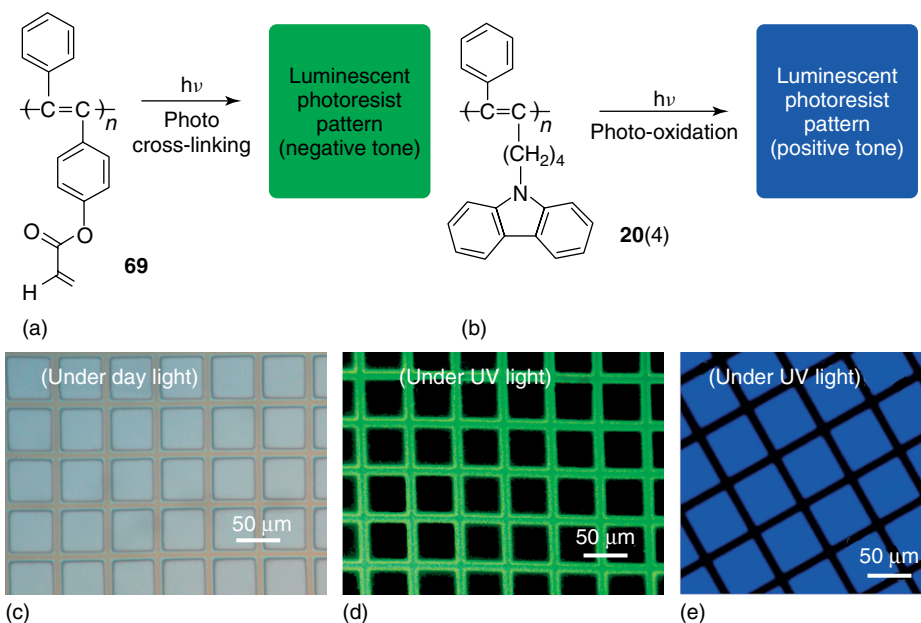 hν
Photo
cross-linking
Luminescent
photoresist
pattern
(negative tone)
( C=C )n
O
O
H
69
(a)
hν
Photo-oxidation
Luminescent
photoresist
pattern
(positive tone)
( C=C )n
(CH2)4
N
20(4)
(b)
(Under day light)
50 μm
(c)
(Under UV light)
50 μm
(d)
(Under UV light)
50 μm
(e)